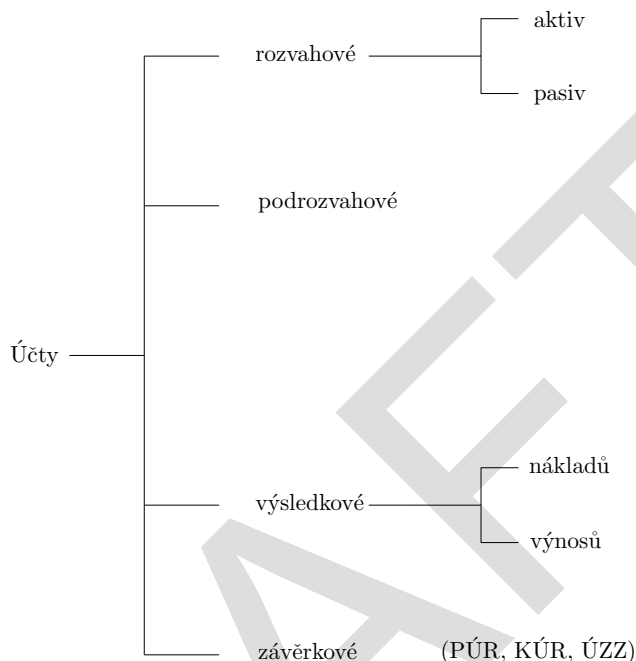 aktiv
rozvahové
pasiv
podrozvahové
Účty
nákladů
výsledkové
výnosů
závěrkové (PÚR, KÚR, ÚZZ)